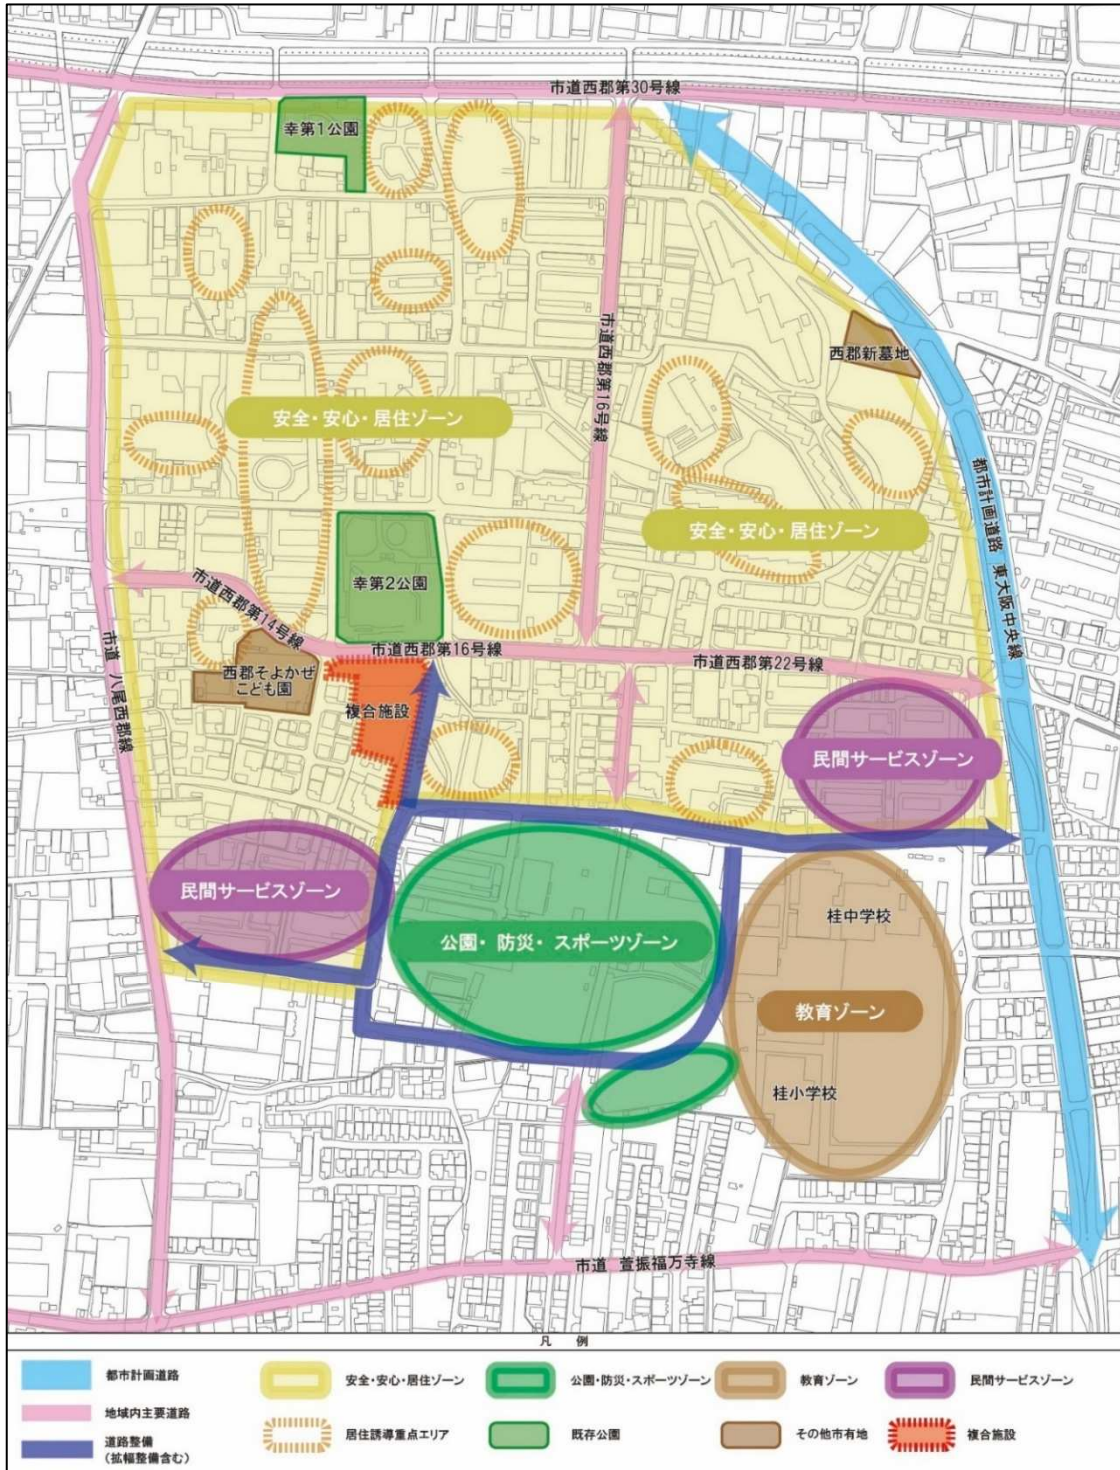 市道西郡第30号線
幸第1公園
市道西郡第16号線
西郡新墓地
安全・安心・居住ゾーン
都市計画道路 東大阪中央線
安全・安心・居住ゾーン
幸第2公園
市道西郡第14号線
市道西郡第16号線
市道西郡第22号線
西郡そよかぜ
こども園
複合施設
市道 八尾西郡線
民間サービスゾーン
民間サービスゾーン
桂中学校
公園・防災・スポーツゾーン
教育ゾーン
桂小学校
市道 萱振福万寺線
凡 例
都市計画道路
安全・安心・居住ゾーン
公園・防災・スポーツゾーン
教育ゾーン
民間サービスゾーン
地域内主要道路
居住誘導重点エリア
既存公園
その他市有地
複合施設
道路整備
(拡幅整備含む)